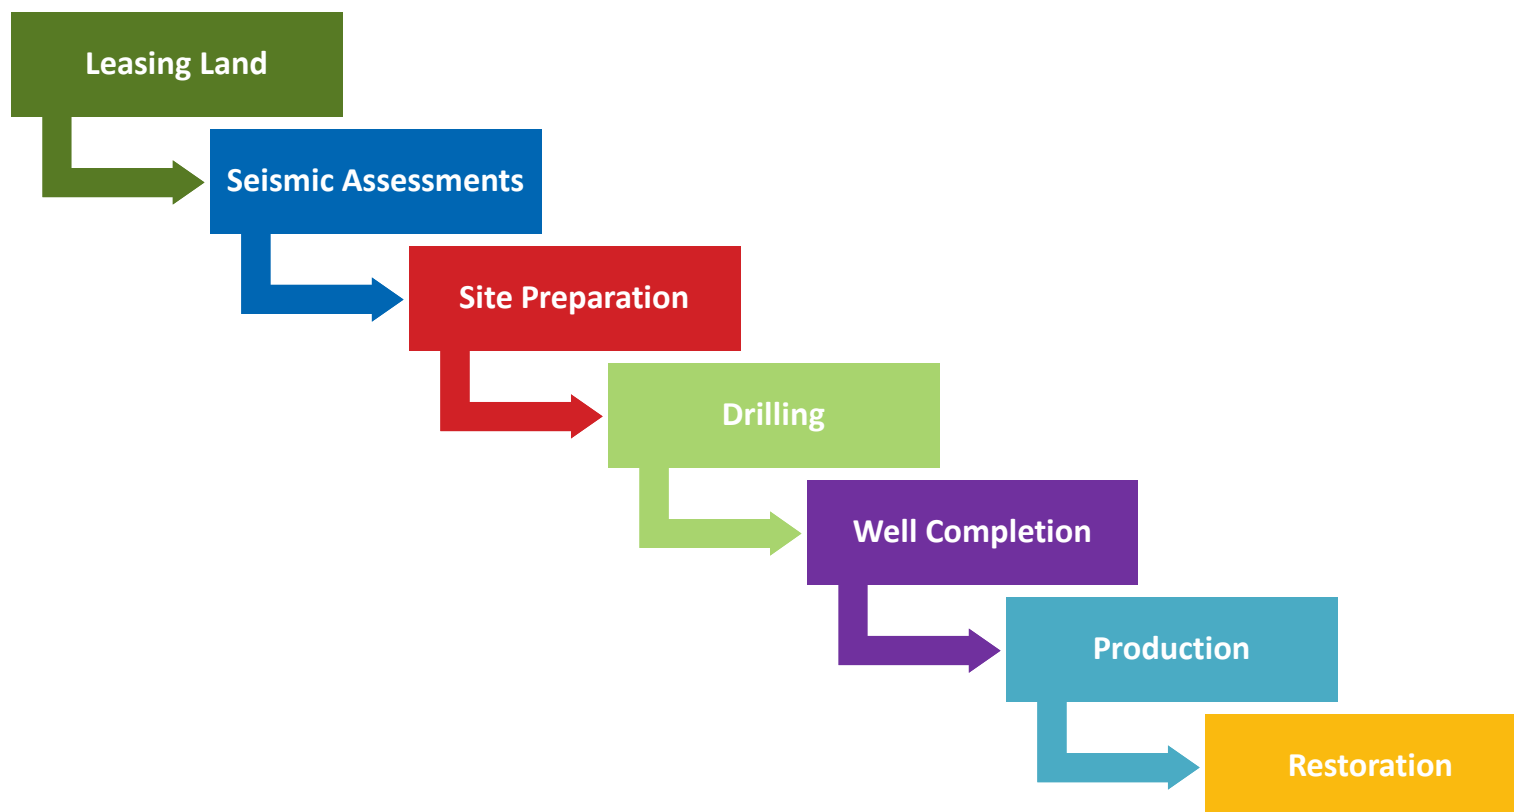 Leasing Land
Seismic Assessments
Site Preparation
Drilling
Well Completion
Production
Restoration